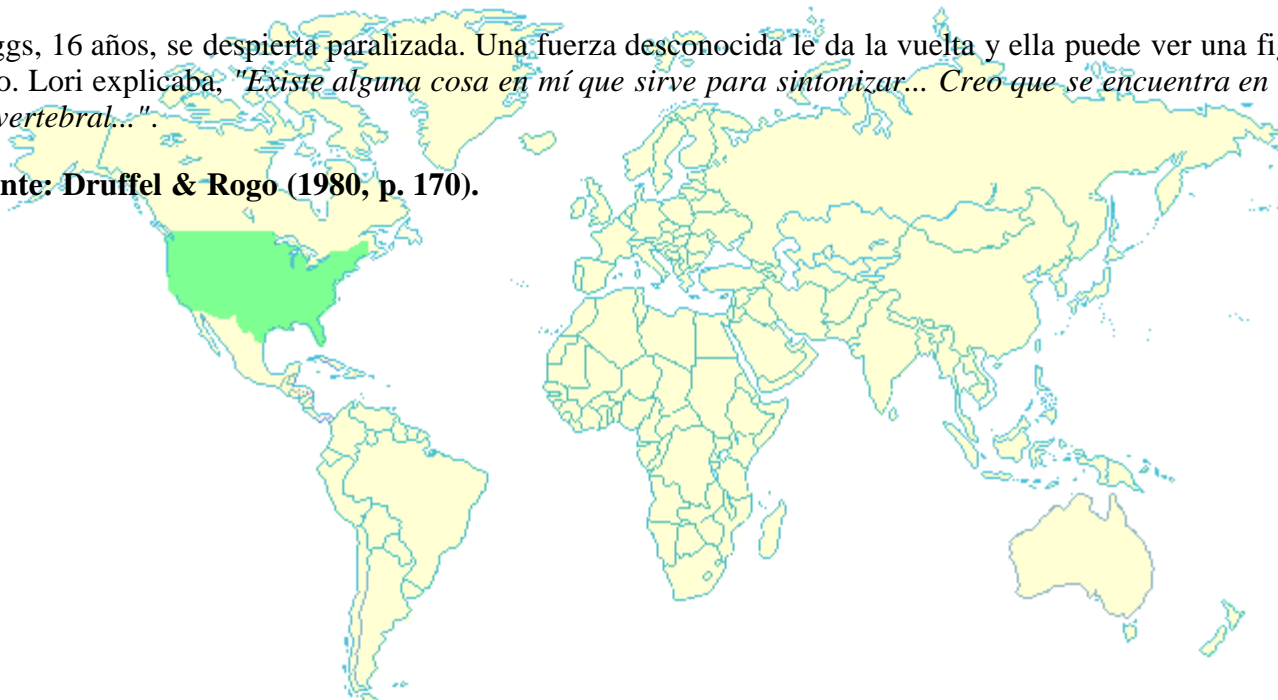 ggs, 16 años, se despierta paralizada. Una fuerza desconocida le da la vuelta y ella puede ver una fig
o. Lori explicaba, "Existe alguna cosa en mí que sirve para sintonizar... Creo que se encuentra en
vertebral...".
nte: Druffel & Rogo (1980, p. 170).